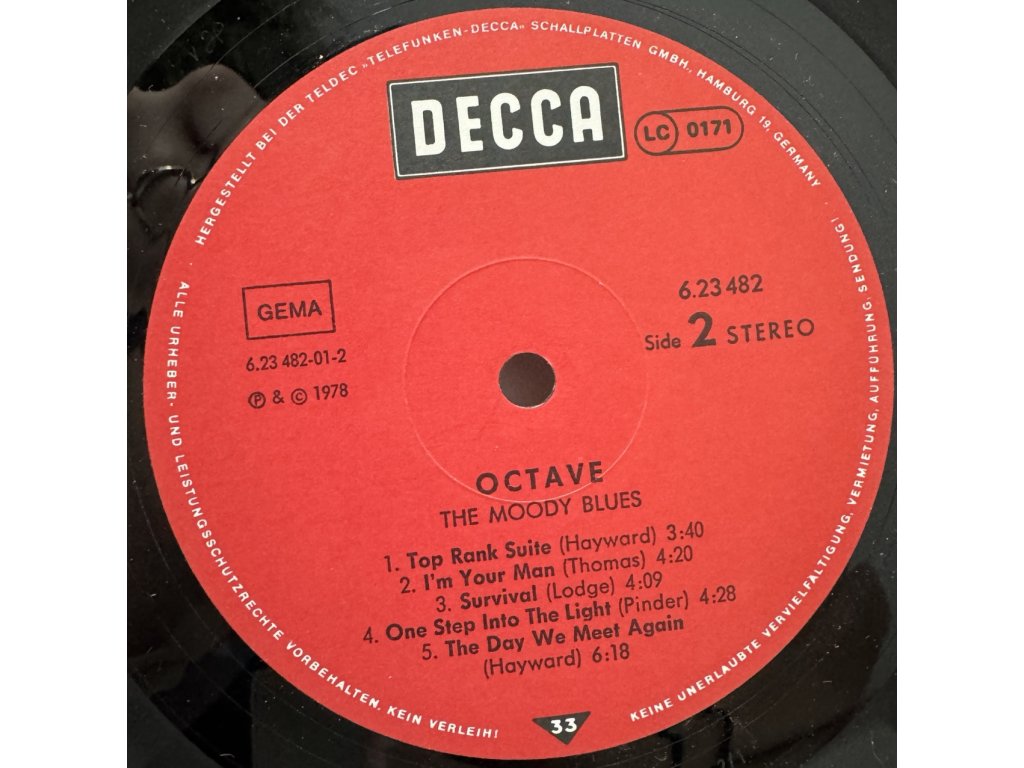 HERGESTELLT BEI DER TELDEC »TELEFUNKEN-DECCA« SCHALLPLATTEN GMBH., HAMBURG 19, GERMANY
DECCA
LC 0171
GEMA
6.23 482-01-2
Ⓟ & © 1978
6.23 482
Side 2 STEREO
OCTAVE
THE MOODY BLUES
1. Top Rank Suite (Hayward) 3:40
2. I'm Your Man (Thomas) 4:20
3. Survival (Lodge) 4:09
4. One Step Into The Light (Pinder) 4:28
5. The Day We Meet Again
(Hayward) 6:18
33
ALLE URHEBER- UND LEISTUNGSSCHUTZRECHTE VORBEHALTEN. KEIN VERLEIH!
KEINE UNERLAUBTE VERVIELFÄLTIGUNG, VERMIETUNG, AUFFÜHRUNG, SENDUNG!